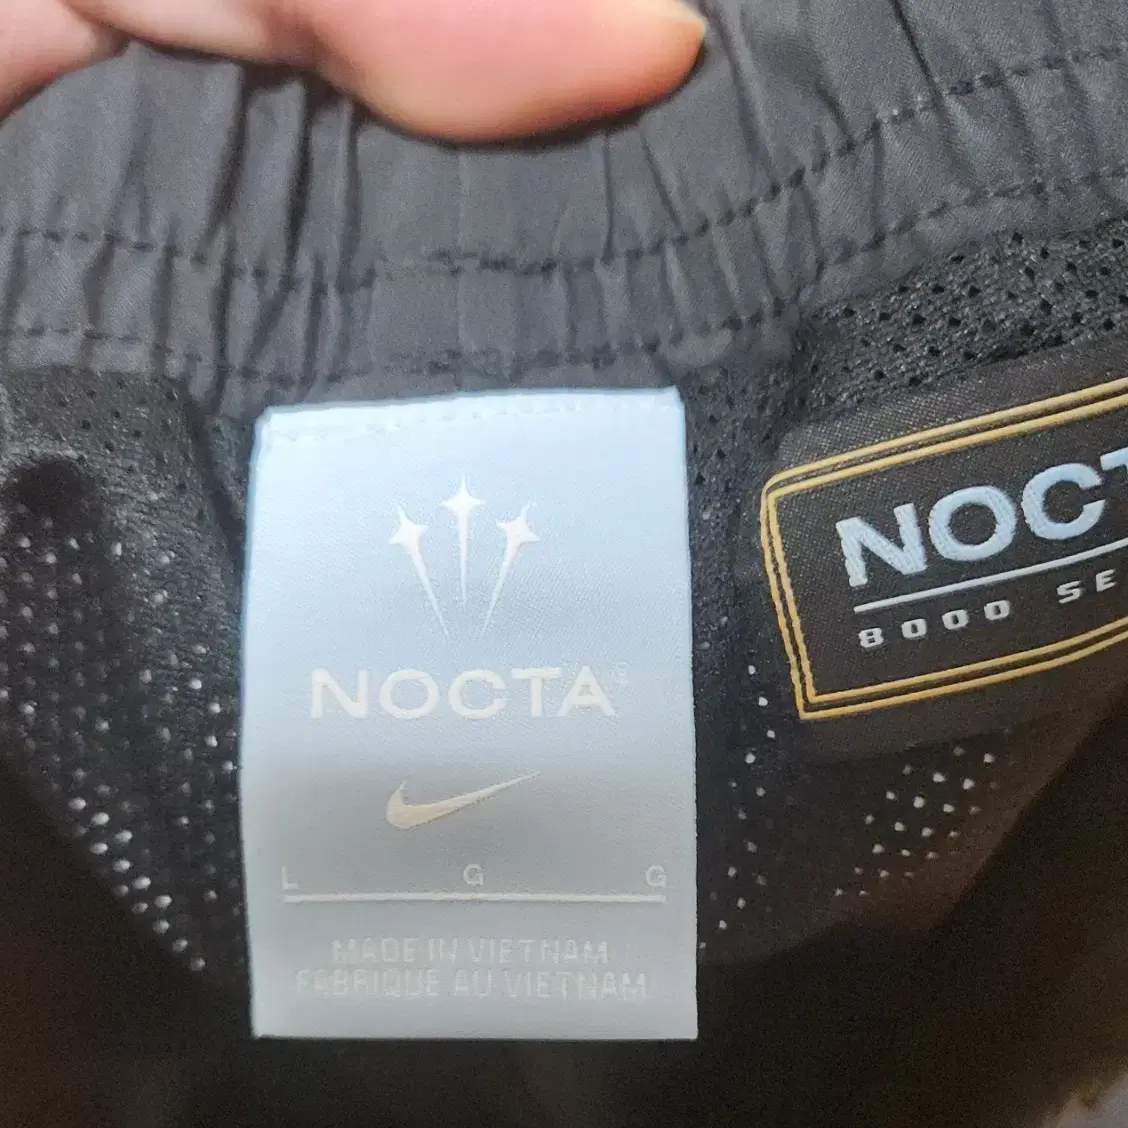 NOCTA
L G G
MADE IN VIETNAM
FABRIQUE AU VIETNAM
NOCT
8000 SE